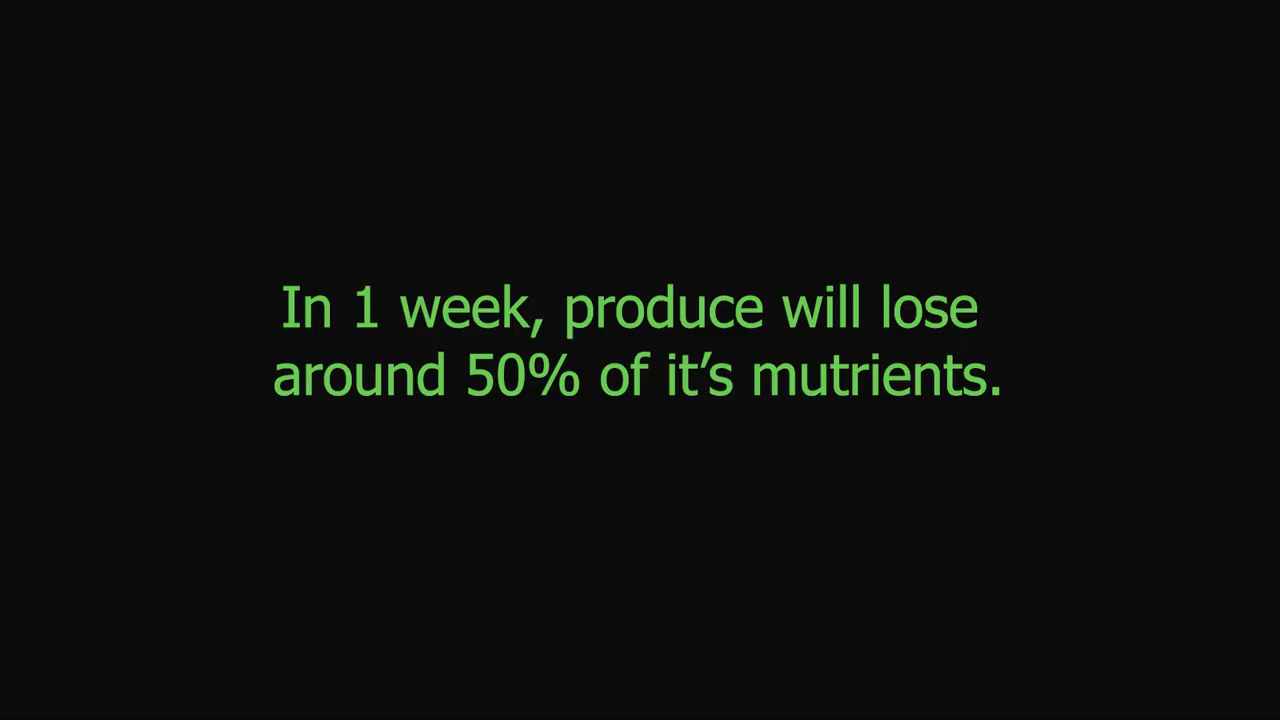 In 1 week, produce will lose
around 50% of it’s mutrients.